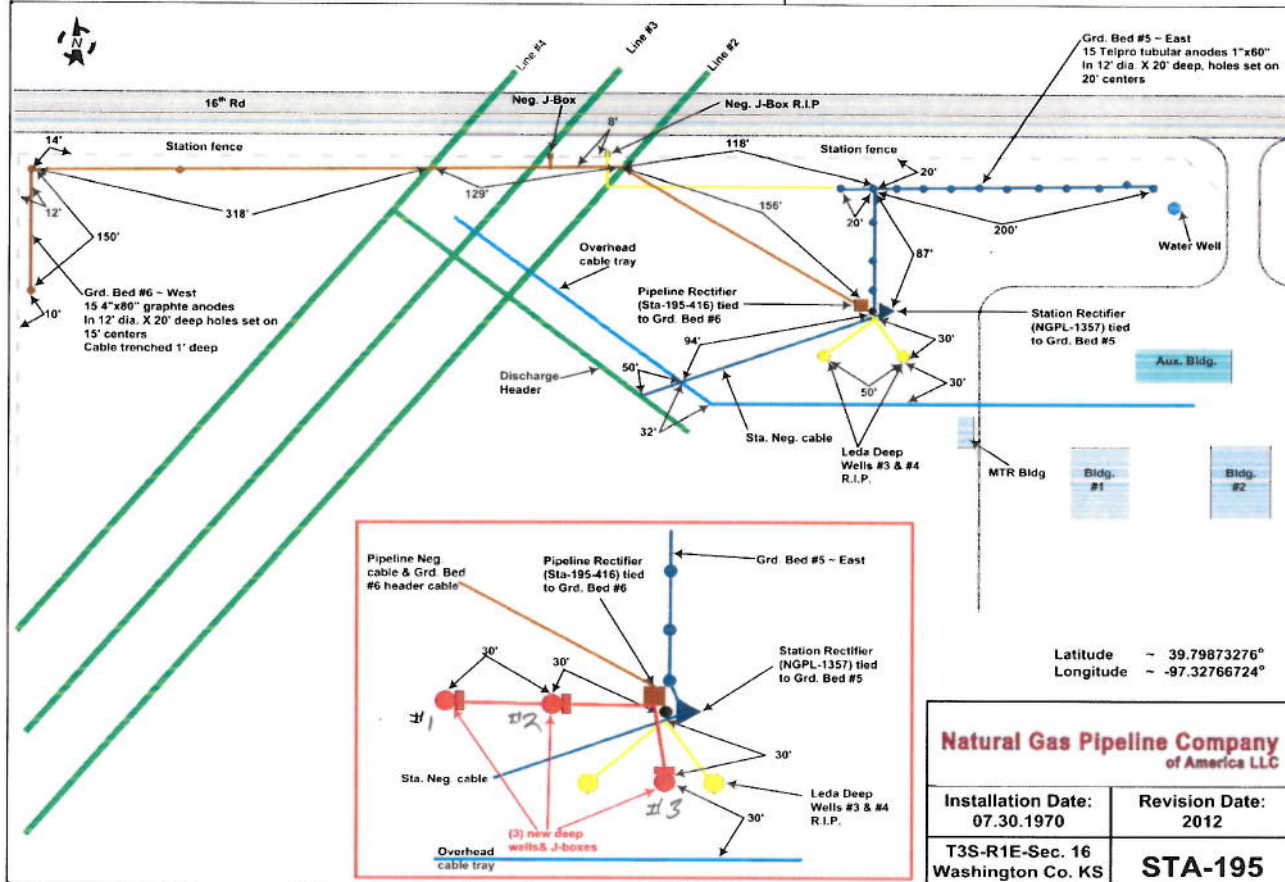 N
Line #4
Line #3
Line #2
Grd. Bed #5 ~ East
15 Telpro tubular anodes 1"x60"
In 12' dia. X 20' deep, holes set on
20' centers
16th Rd
Neg. J-Box
Neg. J-Box R.I.P
8'
14'
Station fence
118'
Station fence
20'
12'
318'
129'
156'
20'
200'
150'
Water Well
Overhead
cable tray
87'
10'
Grd. Bed #6 ~ West
15 4"x80" graphte anodes
In 12' dia. X 20' deep holes set on
15' centers
Cable trenched 1' deep
Pipeline Rectifier
(Sta-195-416) tied
to Grd. Bed #6
Station Rectifier
(NGPL-1357) tied
to Grd. Bed #5
94'
30'
50'
Discharge
Header
50'
30'
Aux. Bldg.
32'
Sta. Neg. cable
Leda Deep
Wells #3 & #4
R.I.P.
MTR Bldg
Bldg.
#1
Bldg.
#2
Pipeline Neg.
cable & Grd. Bed
#6 header cable
Pipeline Rectifier
(Sta-195-416) tied
to Grd. Bed #6
Grd. Bed #5 ~ East
30'
30'
Station Rectifier
(NGPL-1357) tied
to Grd. Bed #5
#1
#2
30'
Sta. Neg. cable
#3
Leda Deep
Wells #3 & #4
R.I.P.
30'
(3) new deep
wells& J-boxes
Overhead
cable tray
Latitude ~ 39.79873276°
Longitude ~ -97.32766724°
Natural Gas Pipeline Company
of America LLC
Installation Date:
07.30.1970
Revision Date:
2012
T3S-R1E-Sec. 16
Washington Co. KS
STA-195